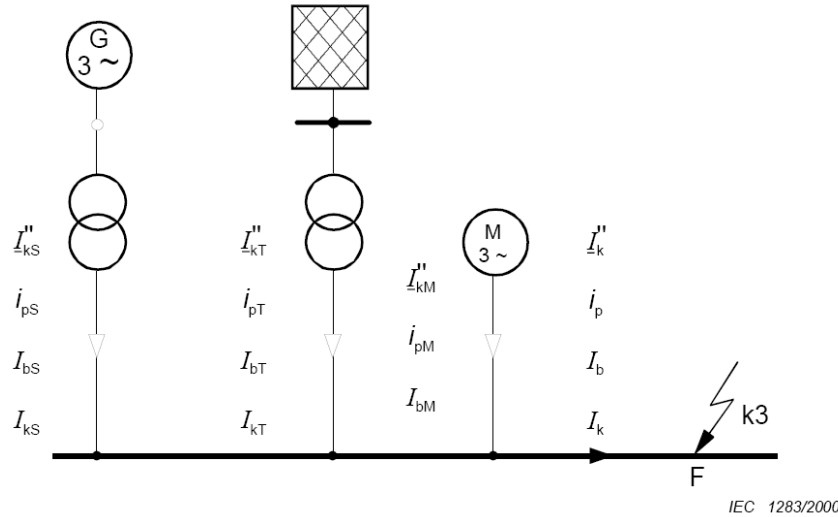 G
3 ~
M
3 ~
I̲"kS
ipS
IbS
IkS
I̲"kT
ipT
IbT
IkT
I̲"kM
ipM
IbM
I̲"k
ip
Ib
Ik
k3
F
IEC 1283/2000